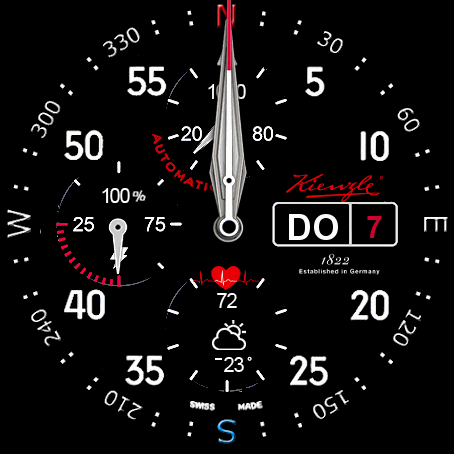 N
330 30
55 5
100
300 60
20 80
50 10
AUTOMATI
100%
Kienzle
W 25 75 DO 7 E
1822
Established in Germany
72
40 20
240 120
-23°
35 25
SWISS MADE
210 150
S